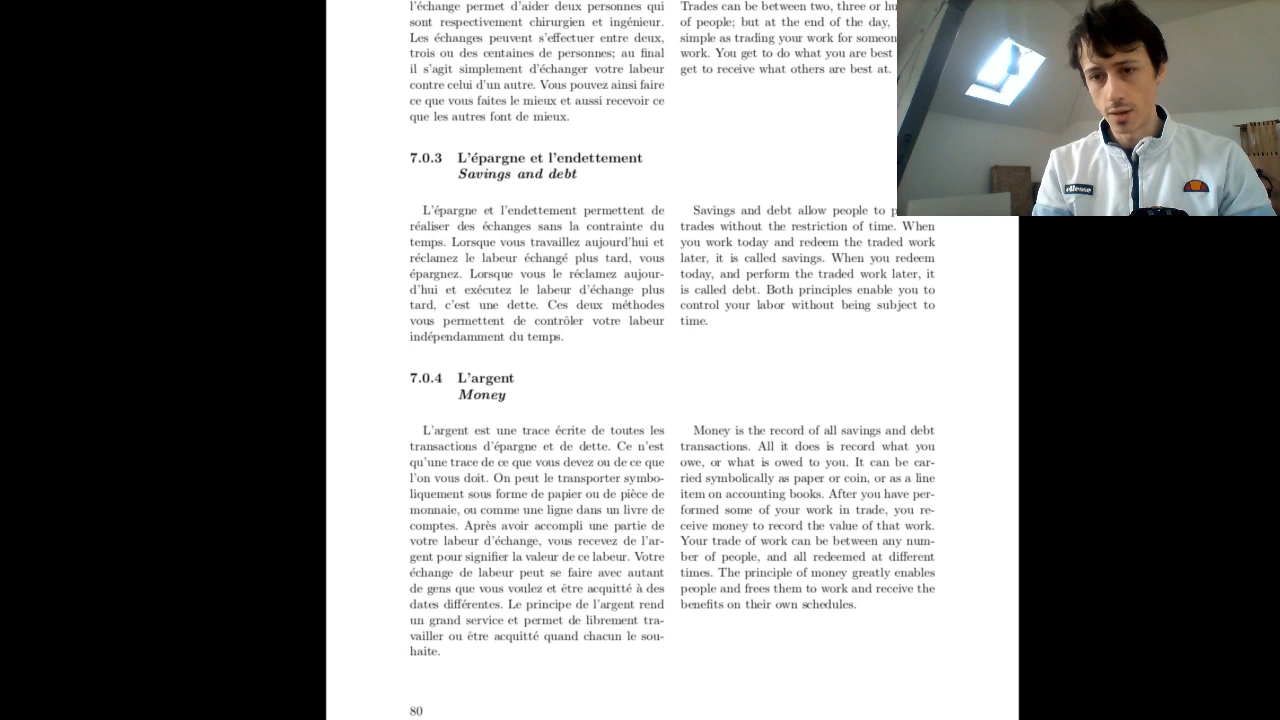 l'échange permet d'aider deux personnes qui
sont respectivement chirurgien et ingénieur.
Les échanges peuvent s'effectuer entre deux,
trois ou des centaines de personnes; au final
il s'agit simplement d'échanger votre labeur
contre celui d'un autre. Vous pouvez ainsi faire
ce que vous faites le mieux et aussi recevoir ce
que les autres font de mieux.
Trades can be between two, three or
of people; but at the end of the day,
simple as trading your work for
work. You get to do what you are best
get to receive what others are best at.
7.0.3 L'épargne et l'endettement
Savings and debt
L'épargne et l'endettement permettent de
réaliser des échanges sans la contrainte du
temps. Lorsque vous travaillez aujourd'hui et
réclamez le labeur échangé plus tard, vous
épargnez. Lorsque vous le réclamez aujour-
d'hui et exécutez le labeur d'échange plus
tard, c'est une dette. Ces deux méthodes
vous permettent de contrôler votre labeur
indépendamment du temps.
Savings and debt allow people to
trades without the restriction of time. When
you work today and redeem the traded work
later, it is called savings. When you redeem
today, and perform the traded work later, it
is called debt. Both principles enable you to
control your labor without being subject to
time.
7.0.4 L'argent
Money
L'argent est une trace écrite de toutes les
transactions d'épargne et de dette. Ce n'est
qu'une trace de ce que vous devez ou de ce que
l'on vous doit. On peut le transporter symbo-
liquement sous forme de papier ou de pièce de
monnaie, ou comme une ligne dans un livre de
comptes. Après avoir accompli une partie de
votre labeur d'échange, vous recevez de l'ar-
gent pour signifier la valeur de ce labeur. Votre
échange de labeur peut se faire avec autant
de gens que vous voulez et être acquitté à des
dates différentes. Le principe de l'argent rend
un grand service et permet de librement tra-
vailler ou être acquitté quand chacun le sou-
haite.
Money is the record of all savings and debt
transactions. All it does is record what you
owe, or what is owed to you. It can be car-
ried symbolically as paper or coin, or as a line
item on accounting books. After you have per-
formed some of your work in trade, you re-
ceive money to record the value of that work.
Your trade of work can be between any num-
ber of people, and all redeemed at different
times. The principle of money greatly enables
people and frees them to work and receive the
benefits on their own schedules.
80
ellesse